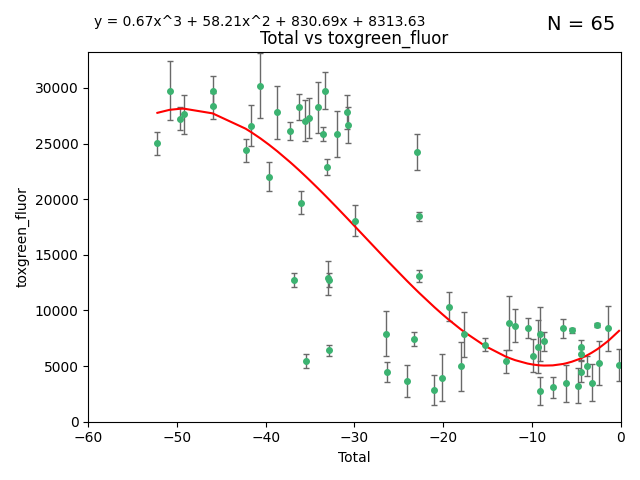 y = 0.67x^3 + 58.21x^2 + 830.69x + 8313.63
N = 65
Total vs toxgreen_fluor
30000
25000
20000
15000
10000
5000
0
toxgreen_fluor
−60 −50 −40 −30 −20 −10 0
Total